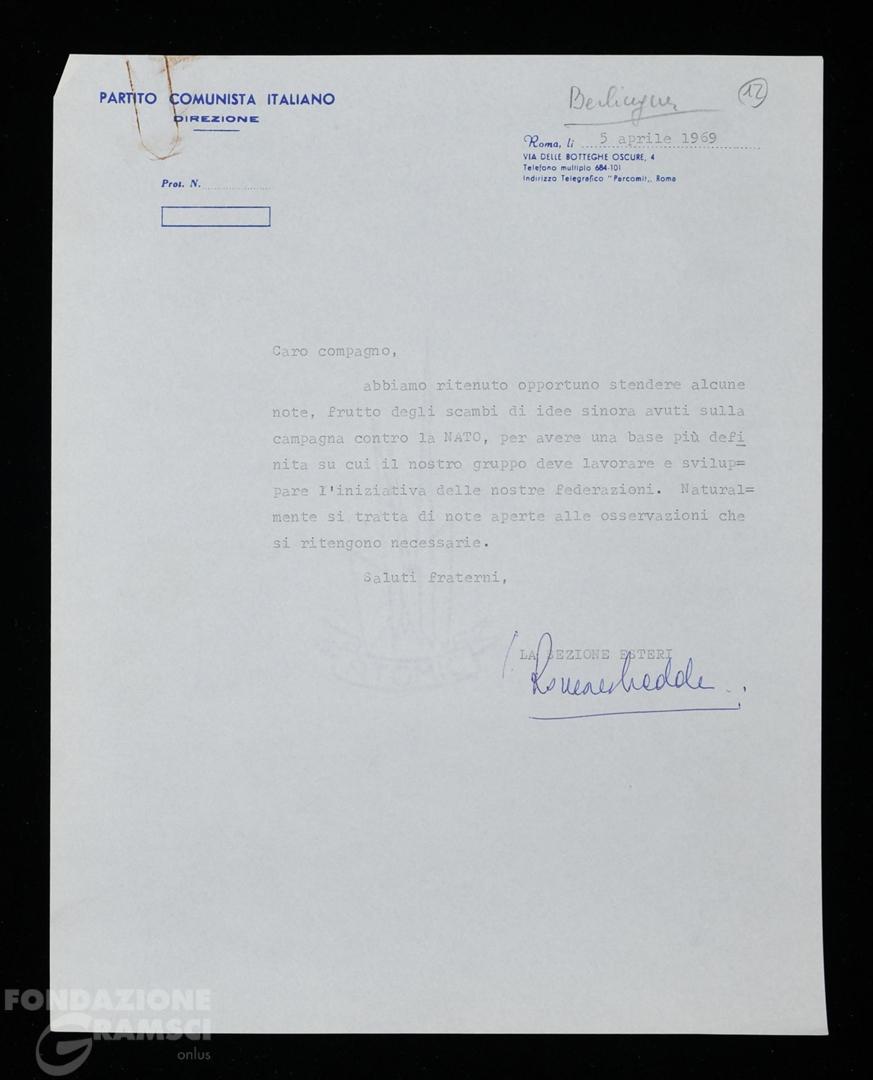 PARTITO COMUNISTA ITALIANO
DIREZIONE
Berlinguer
12
Roma, li 5 aprile 1969
VIA DELLE BOTTEGHE OSCURE, 4
Telefono multiplo 684-101
Indirizzo Telegrafico "Parcomit„ Roma
Prot. N.
Caro compagno,
abbiamo ritenuto opportuno stendere alcune
note, frutto degli scambi di idee sinora avuti sulla
campagna contro la NATO, per avere una base più defi
nita su cui il nostro gruppo deve lavorare e svilup=
pare l'iniziativa delle nostre federazioni. Natural=
mente si tratta di note aperte alle osservazioni che
si ritengono necessarie.
Saluti fraterni,
LA SEZIONE ESTERI
FONDAZIONE
GRAMSCI
onlus